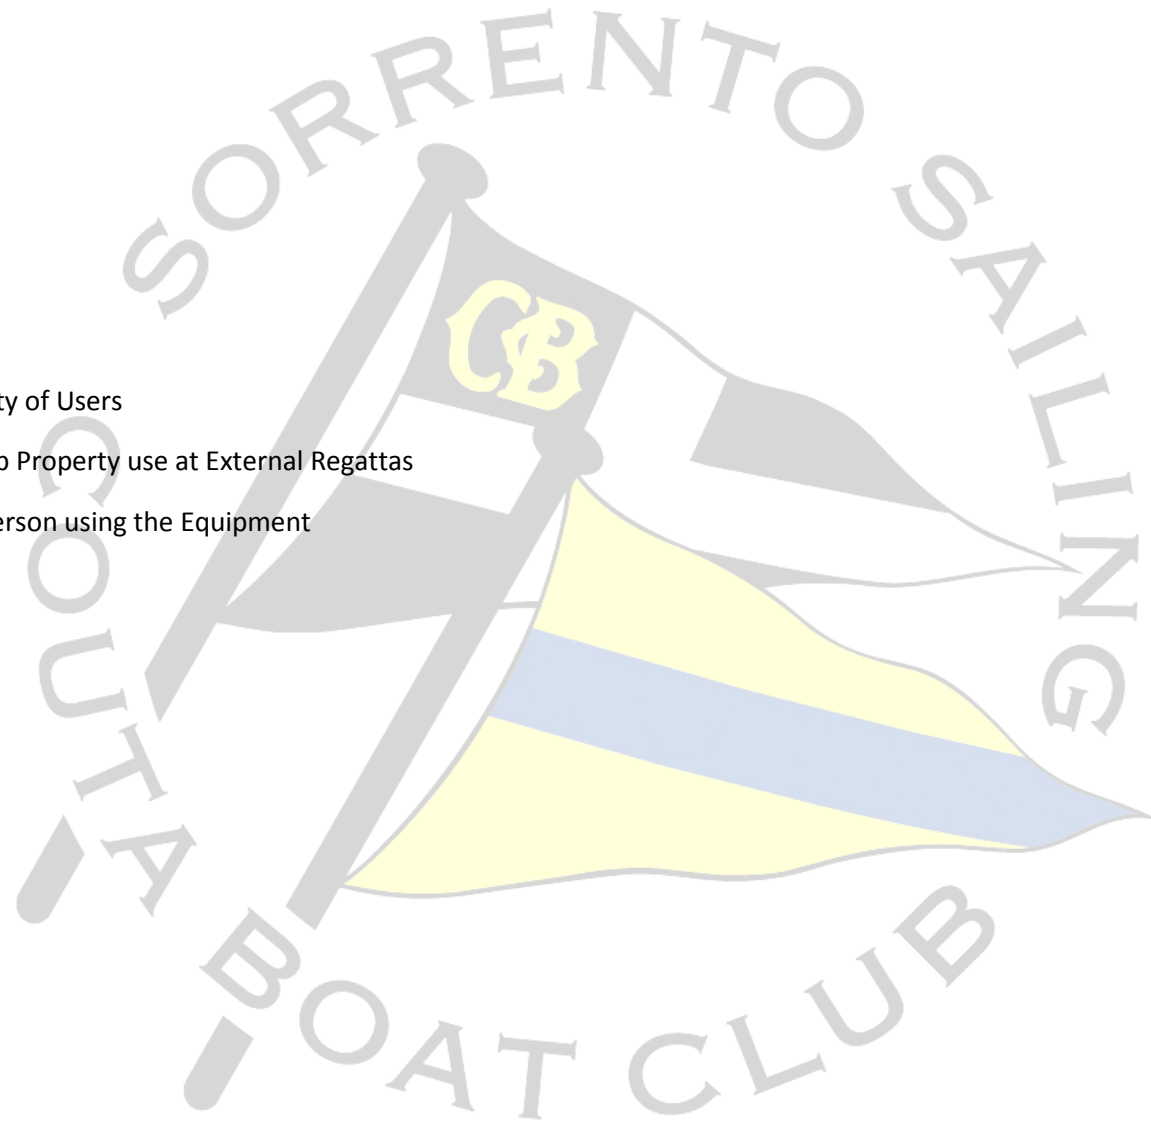 SORRENTO SAILING
COUTA BOAT CLUB
CB
ty of Users
Property use at External Regattas
erson using the Equipment